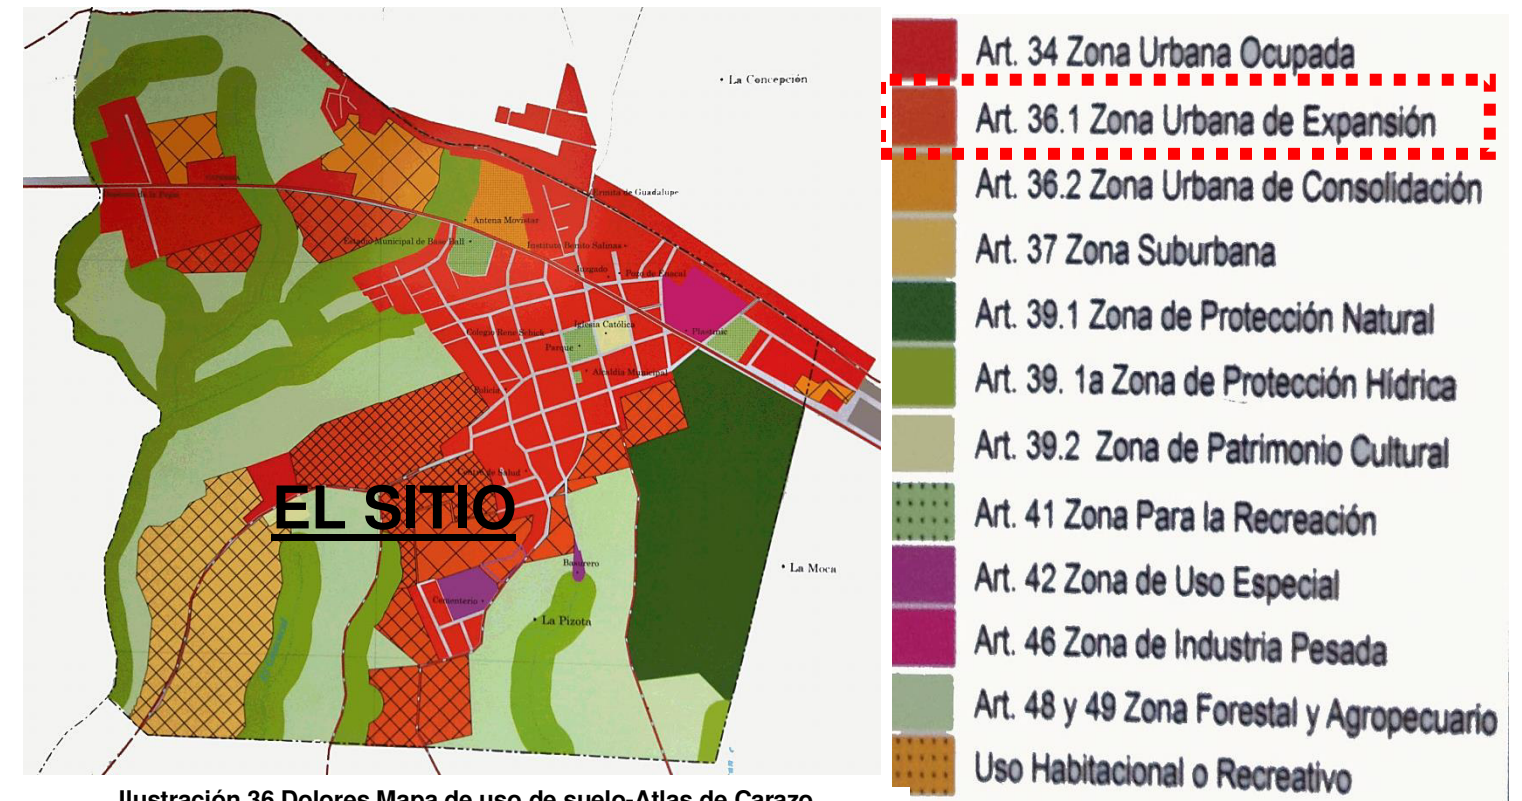 La Concepción
Ermita de Guadalupe
Antena Movistar
Estadio Municipal de Base Ball
Instituto Benito Salinas
Juzgado
Pozo de Enacal
Iglesia Católica
Colegio Rene Schick
Plastinic
Parque
Alcaldía Municipal
Policía
Centro de Salud
EL SITIO
Basurero
La Moca
Cementerio
La Pizota
Ilustración 36 Dolores Mapa de uso de suelo-Atlas de Carazo
Art. 34 Zona Urbana Ocupada
Art. 36.1 Zona Urbana de Expansión
Art. 36.2 Zona Urbana de Consolidación
Art. 37 Zona Suburbana
Art. 39.1 Zona de Protección Natural
Art. 39. 1a Zona de Protección Hídrica
Art. 39.2 Zona de Patrimonio Cultural
Art. 41 Zona Para la Recreación
Art. 42 Zona de Uso Especial
Art. 46 Zona de Industria Pesada
Art. 48 y 49 Zona Forestal y Agropecuario
Uso Habitacional o Recreativo